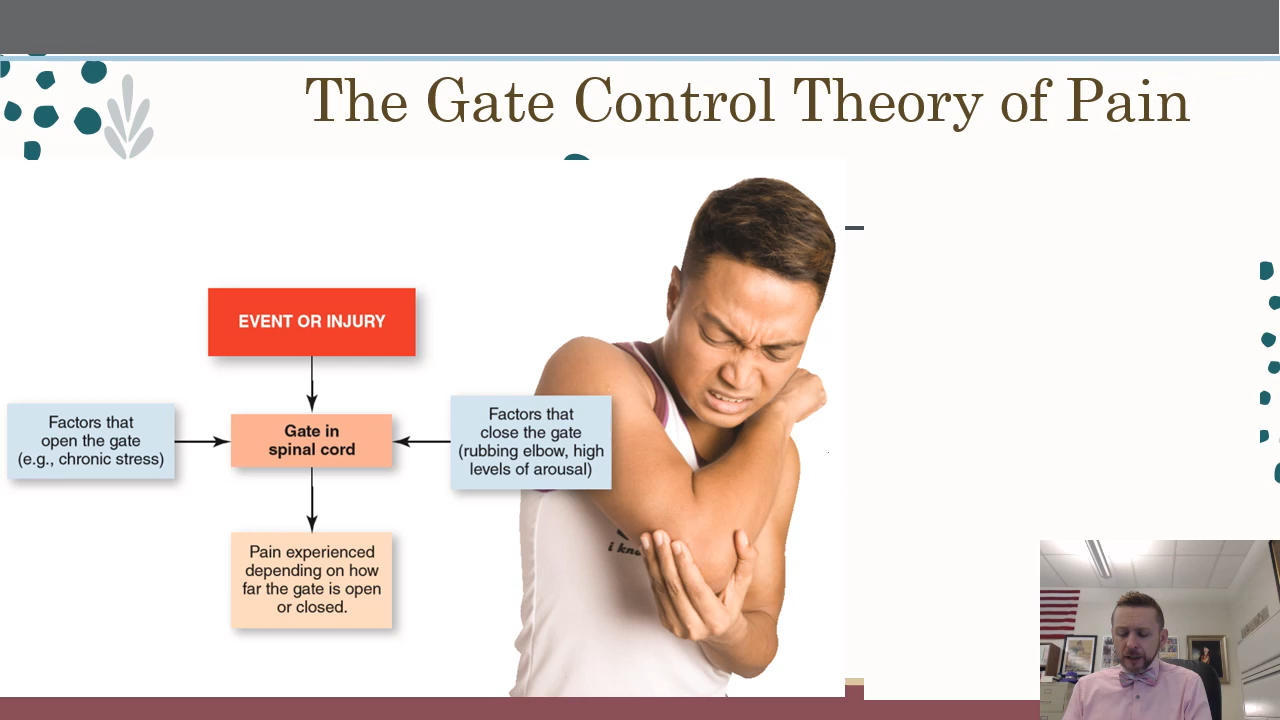 The Gate Control Theory of Pain
EVENT OR INJURY
Factors that
open the gate
(e.g., chronic stress)
Gate in
spinal cord
Factors that
close the gate
(rubbing elbow, high
levels of arousal)
Pain experienced
depending on how
far the gate is open
or closed.
i